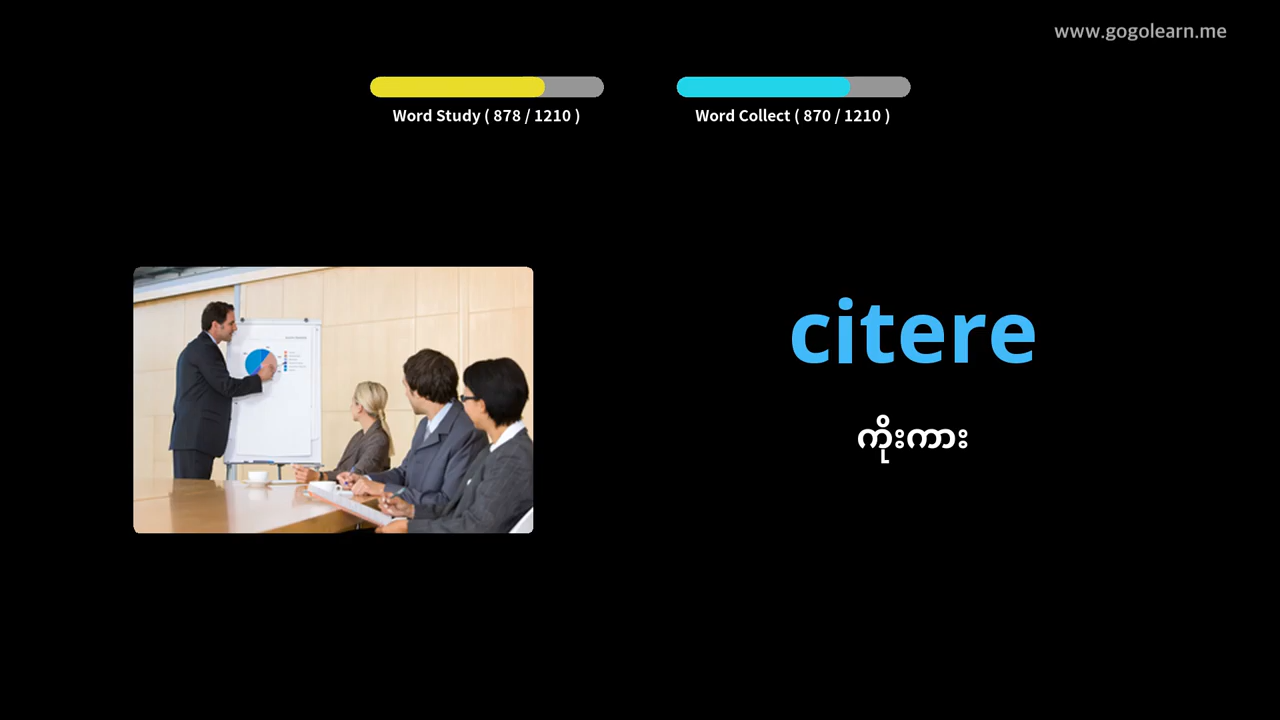 www.gogolearn.me
Word Study ( 878 / 1210 )
Word Collect ( 870 / 1210 )
citere
ကိုးကား